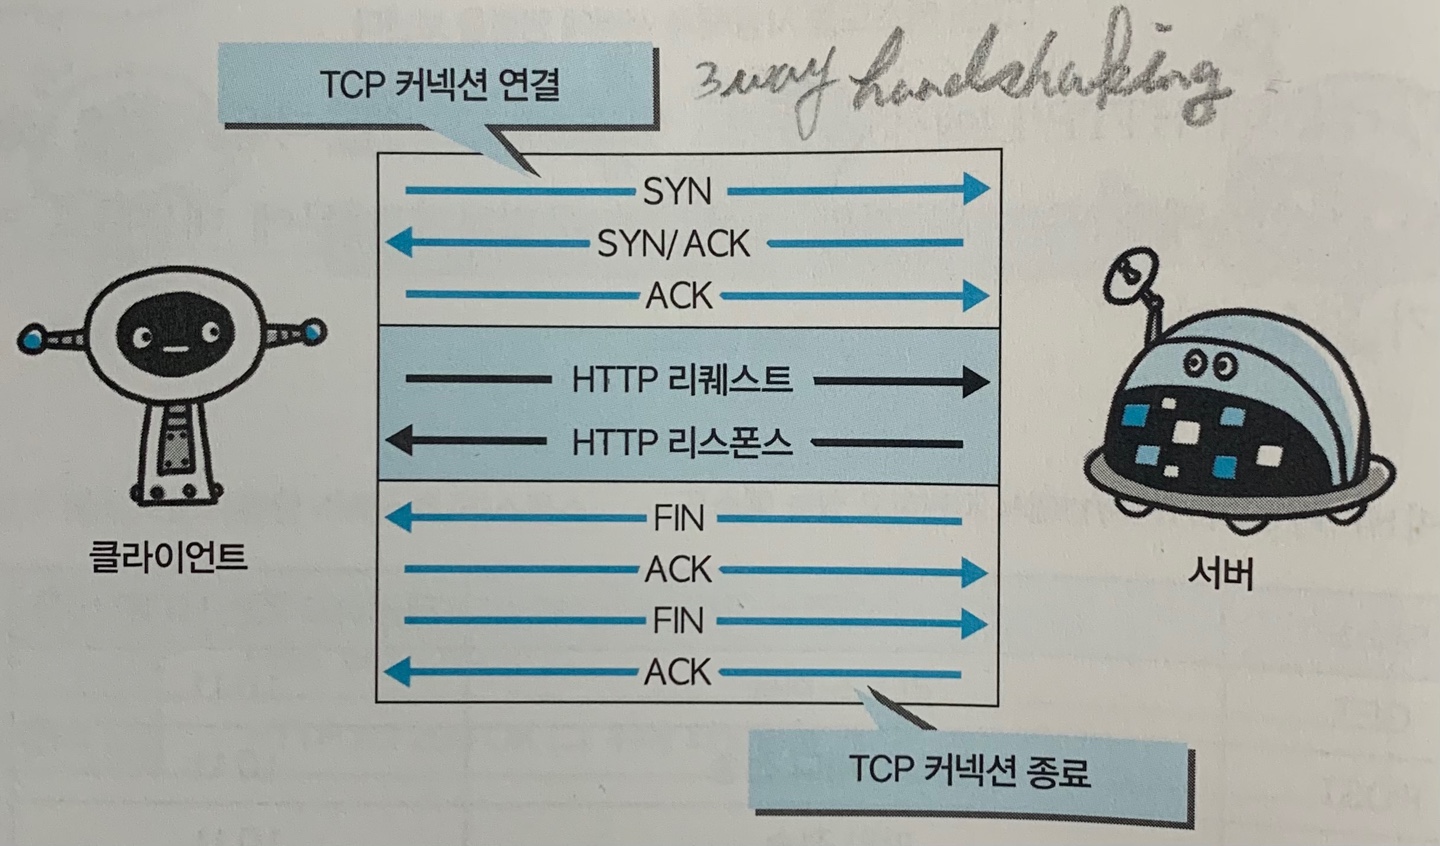 TCP 커넥션 연결
3way handshaking
SYN
SYN/ACK
ACK
HTTP 리퀘스트
HTTP 리스폰스
FIN
ACK
FIN
ACK
클라이언트
서버
TCP 커넥션 종료